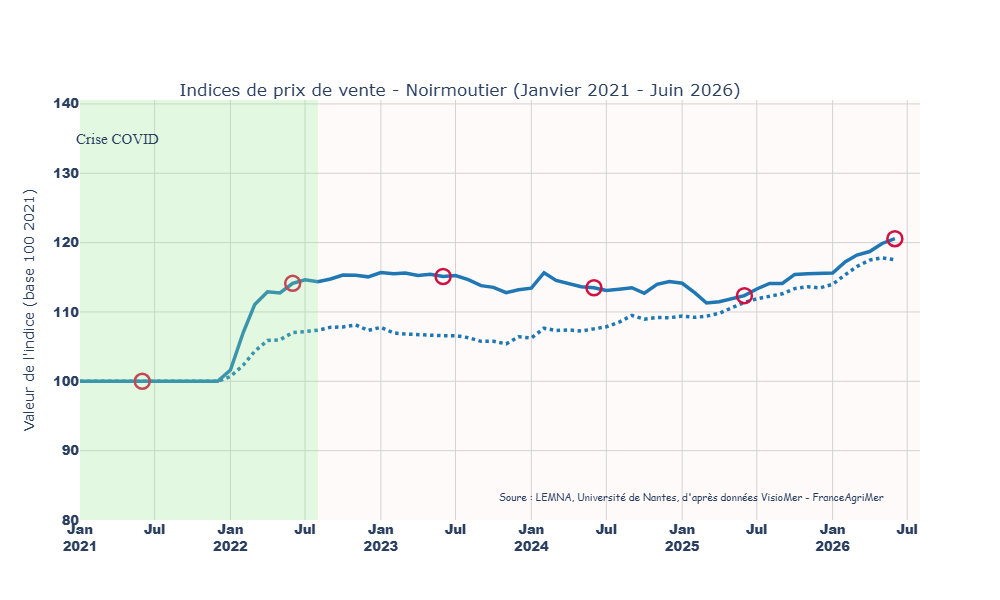 Indices de prix de vente - Noirmoutier (Janvier 2021 - Juin 2026)
140
Crise COVID
130
120
110
100
90
80
Valeur de l'indice (base 100 2021)
Soure : LEMNA, Université de Nantes, d'après données VisioMer - FranceAgriMer
Jan Jul Jan Jul Jan Jul Jan Jul Jan Jul Jan Jul
2021 2022 2023 2024 2025 2026